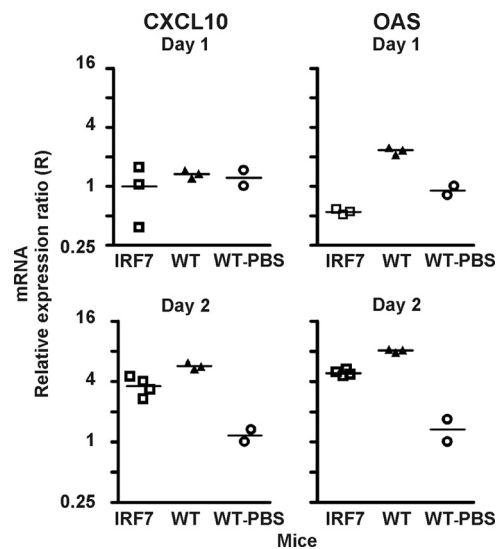 CXCL10 OAS
Day 1 Day 1
16
4
1
0.25
IRF7 WT WT-PBS IRF7 WT WT-PBS
mRNA
Relative expression ratio (R)
Day 2 Day 2
16
4
1
0.25
IRF7 WT WT-PBS IRF7 WT WT-PBS
Mice